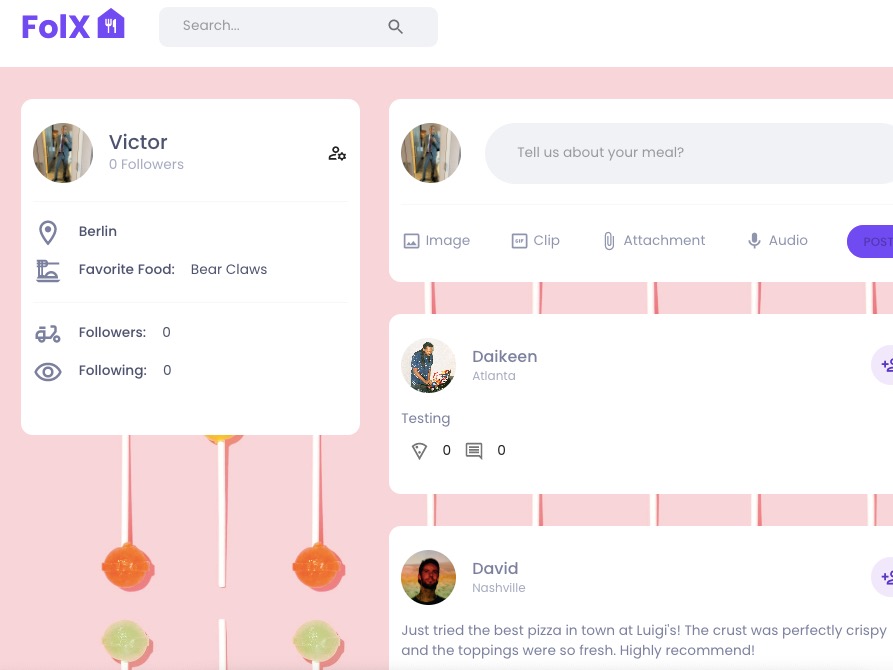 FolX
Search...
Victor
0 Followers
Berlin
Favorite Food: Bear Claws
Followers: 0
Following: 0
Tell us about your meal?
Image
GIF
Clip
Attachment
Audio
POST
Daikeen
Atlanta
Testing
0
0
David
Nashville
Just tried the best pizza in town at Luigi's! The crust was perfectly crispy
and the toppings were so fresh. Highly recommend!